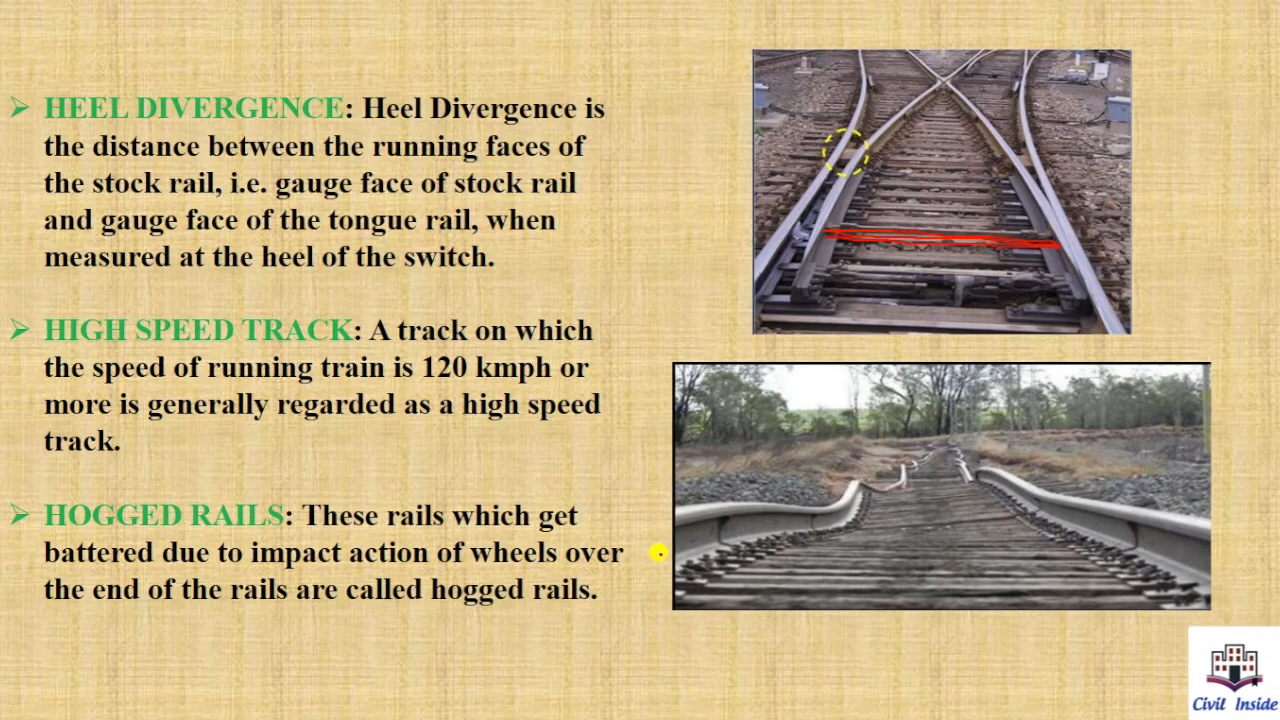 HEEL DIVERGENCE: Heel Divergence is
the distance between the running faces of
the stock rail, i.e. gauge face of stock rail
and gauge face of the tongue rail, when
measured at the heel of the switch.
HIGH SPEED TRACK: A track on which
the speed of running train is 120 kmph or
more is generally regarded as a high speed
track.
HOGGED RAILS: These rails which get
battered due to impact action of wheels over
the end of the rails are called hogged rails.
Civil Inside